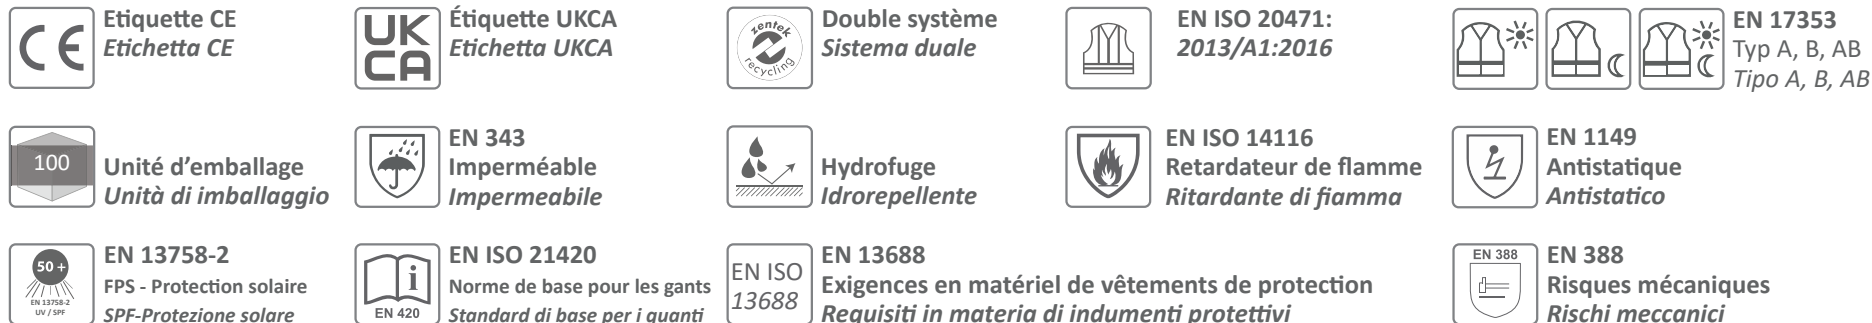 CE
Etiquette CE
Etichetta CE
UK
CA
Étiquette UKCA
Etichetta UKCA
zentek
recycling
Double système
Sistema duale
EN ISO 20471:
2013/A1:2016
EN 17353
Typ A, B, AB
Tipo A, B, AB
100
Unité d'emballage
Unità di imballaggio
EN 343
Imperméable
Impermeabile
Hydrofuge
Idrorepellente
EN ISO 14116
Retardateur de flamme
Ritardante di fiamma
EN 1149
Antistatique
Antistatico
50 +
EN 13758-2
UV / SPF
EN 13758-2
FPS - Protection solaire
SPF-Protezione solare
i
EN 420
EN ISO 21420
Norme de base pour les gants
Standard di base per i guanti
EN ISO
13688
EN 13688
Exigences en matériel de vêtements de protection
Requisiti in materia di indumenti protettivi
EN 388
EN 388
Risques mécaniques
Rischi meccanici